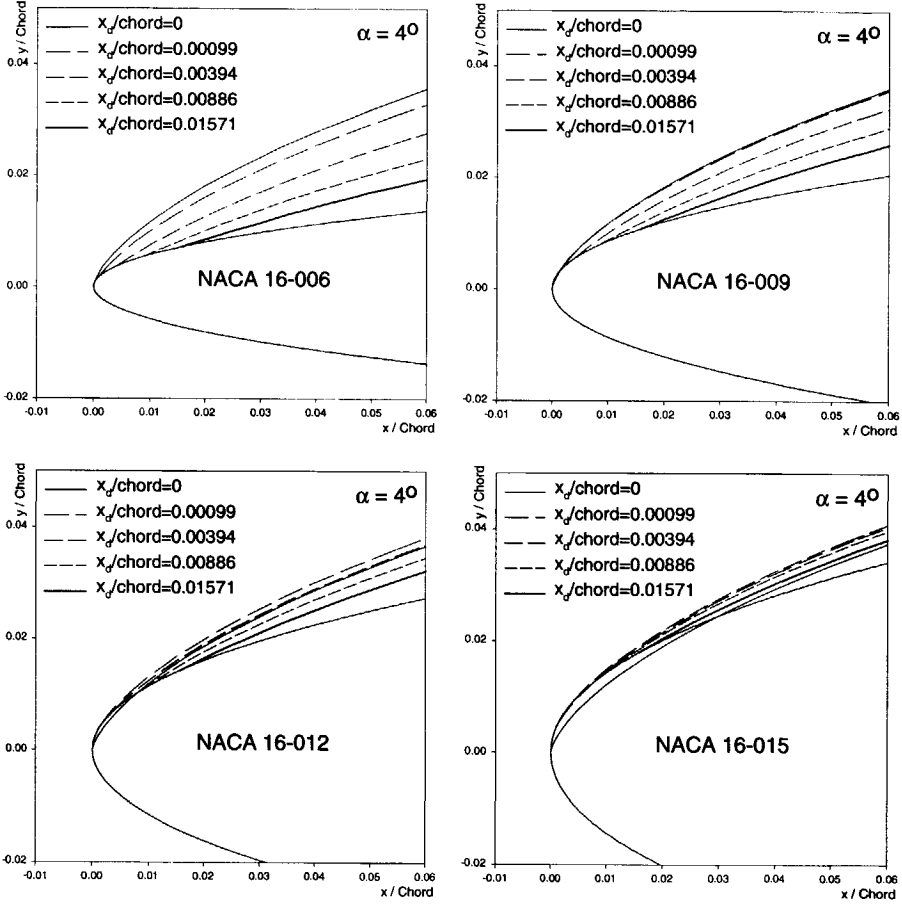 y / Chord
0.04
0.02
0.00
-0.02
x_d/chord=0
x_d/chord=0.00099
x_d/chord=0.00394
x_d/chord=0.00886
x_d/chord=0.01571
α = 4º
NACA 16-006
-0.01 0.00 0.01 0.02 0.03 0.04 0.05 0.06
x / Chord
y / Chord
0.04
0.02
0.00
-0.02
x_d/chord=0
x_d/chord=0.00099
x_d/chord=0.00394
x_d/chord=0.00886
x_d/chord=0.01571
α = 4º
NACA 16-009
-0.01 0.00 0.01 0.02 0.03 0.04 0.05 0.06
x / Chord
y / Chord
0.04
0.02
0.00
-0.02
x_d/chord=0
x_d/chord=0.00099
x_d/chord=0.00394
x_d/chord=0.00886
x_d/chord=0.01571
α = 4º
NACA 16-012
-0.01 0.00 0.01 0.02 0.03 0.04 0.05 0.06
x / Chord
y / Chord
0.04
0.02
0.00
-0.02
x_d/chord=0
x_d/chord=0.00099
x_d/chord=0.00394
x_d/chord=0.00886
x_d/chord=0.01571
α = 4º
NACA 16-015
-0.01 0.00 0.01 0.02 0.03 0.04 0.05 0.06
x / Chord